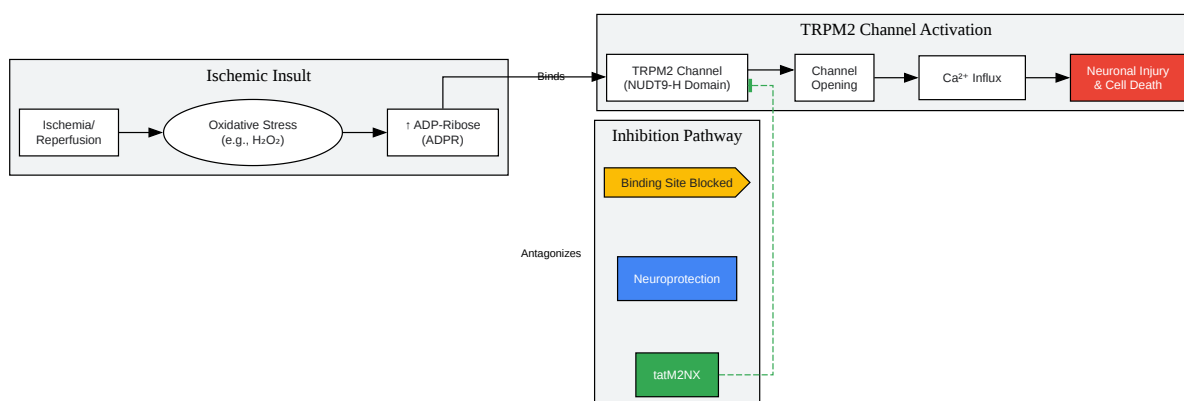 Ischemic Insult
Ischemia/
Reperfusion
Oxidative Stress
(e.g., H₂O₂)
↑ ADP-Ribose
(ADPR)
Binds
TRPM2 Channel Activation
TRPM2 Channel
(NUDT9-H Domain)
Channel
Opening
Ca²⁺ Influx
Neuronal Injury
& Cell Death
Inhibition Pathway
Binding Site Blocked
Antagonizes
Neuroprotection
tatM2NX